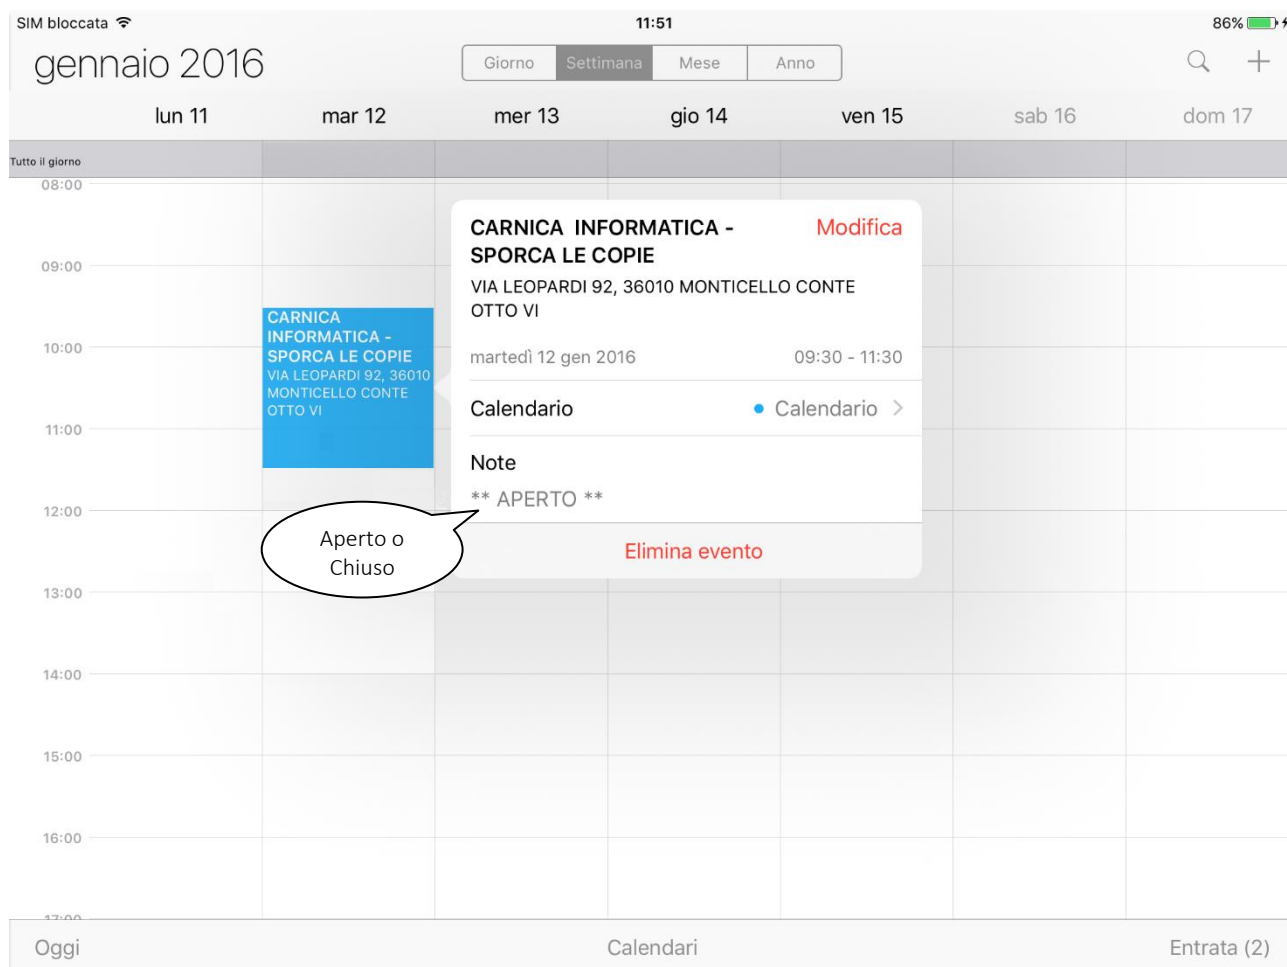 SIM bloccata
11:51
86%
gennaio 2016
Giorno Settimana Mese Anno
lun 11 mar 12 mer 13 gio 14 ven 15 sab 16 dom 17
Tutto il giorno
08:00
09:00
10:00
11:00
12:00
13:00
14:00
15:00
16:00
17:00
CARNICA
INFORMATICA -
SPORCA LE COPIE
VIA LEOPARDI 92, 36010
MONTICELLO CONTE
OTTO VI
CARNICA INFORMATICA -
SPORCA LE COPIE
Modifica
VIA LEOPARDI 92, 36010 MONTICELLO CONTE
OTTO VI
martedì 12 gen 2016 09:30 - 11:30
Calendario Calendario
Note
** APERTO **
Elimina evento
Aperto o
Chiuso
Oggi Calendari Entrata (2)